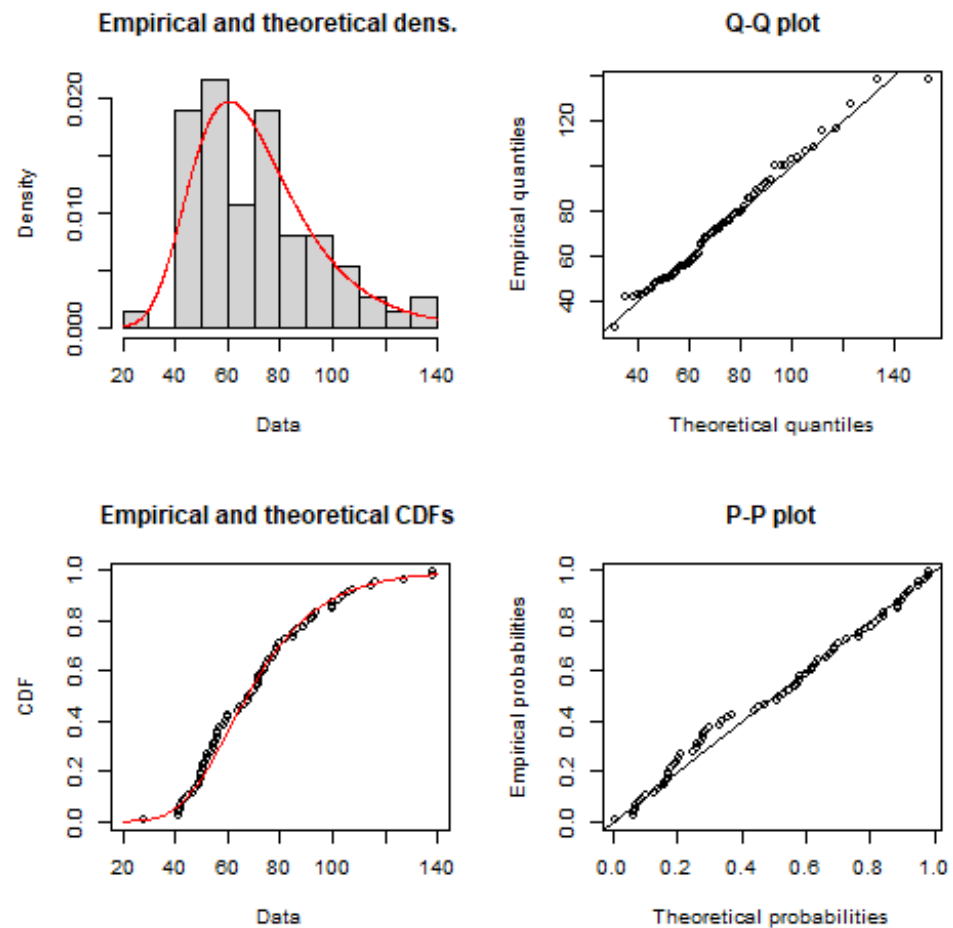 Empirical and theoretical dens.
Density
0.000 0.010 0.020
20 40 60 80 100 140
Data
Q-Q plot
Empirical quantiles
40 60 80 120
40 60 80 100 140
Theoretical quantiles
Empirical and theoretical CDFs
CDF
0.0 0.2 0.4 0.6 0.8 1.0
20 40 60 80 100 140
Data
P-P plot
Empirical probabilities
0.0 0.2 0.4 0.6 0.8 1.0
0.0 0.2 0.4 0.6 0.8 1.0
Theoretical probabilities